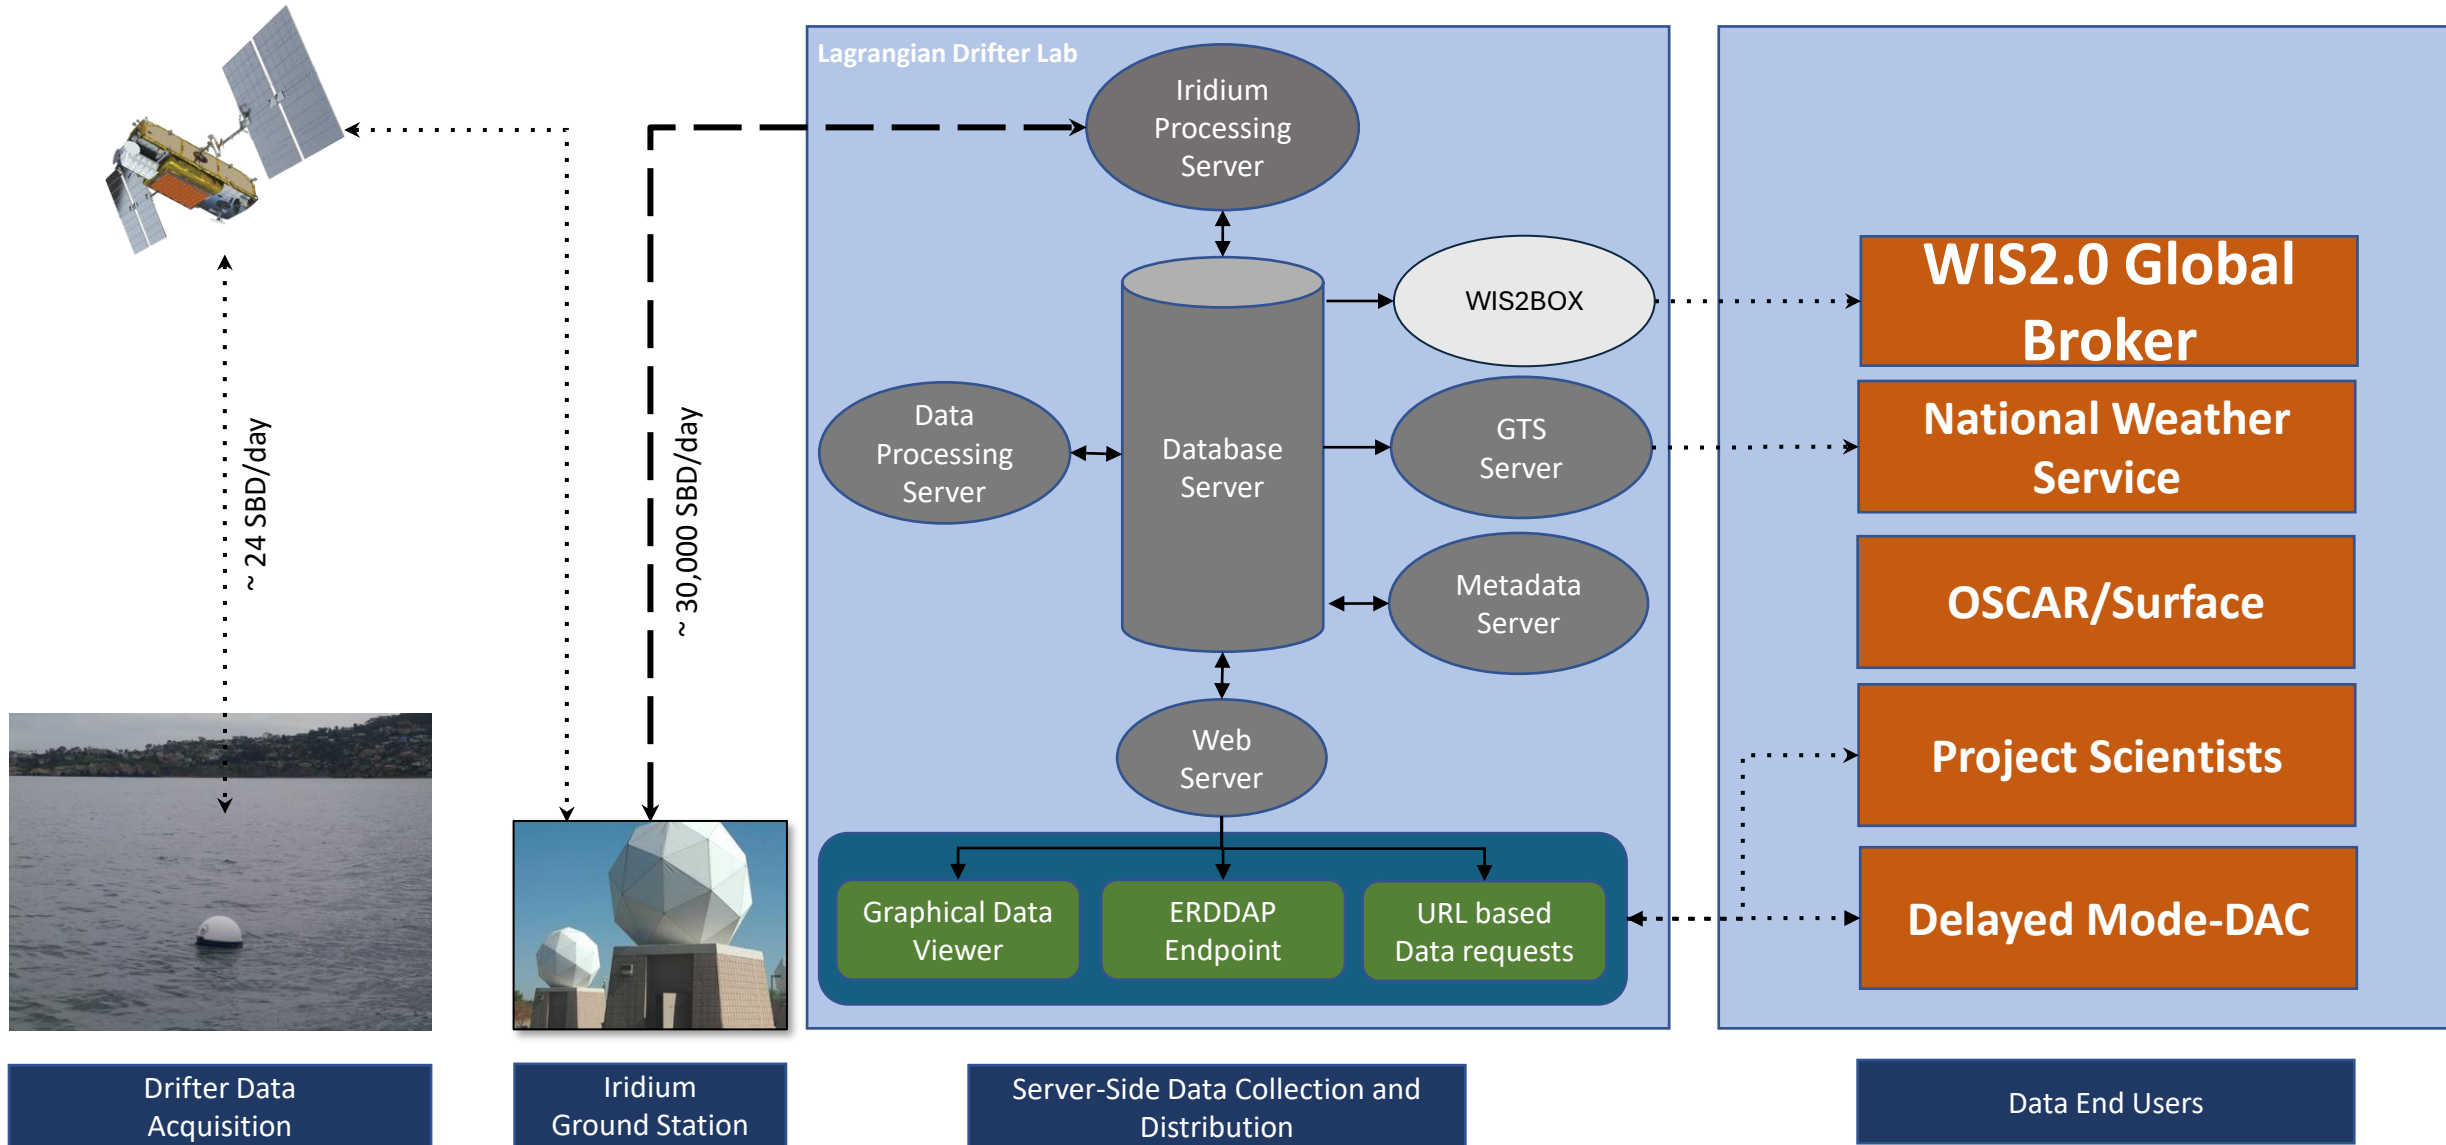 Lagrangian Drifter Lab
Iridium
Processing
Server
WIS2BOX
Data
Processing
Server
Database
Server
GTS
Server
Metadata
Server
Web
Server
Graphical Data
Viewer
ERDDAP
Endpoint
URL based
Data requests
~ 24 SBD/day
~ 30,000 SBD/day
WIS2.0 Global
Broker
National Weather
Service
OSCAR/Surface
Project Scientists
Delayed Mode-DAC
Drifter Data
Acquisition
Iridium
Ground Station
Server-Side Data Collection and
Distribution
Data End Users